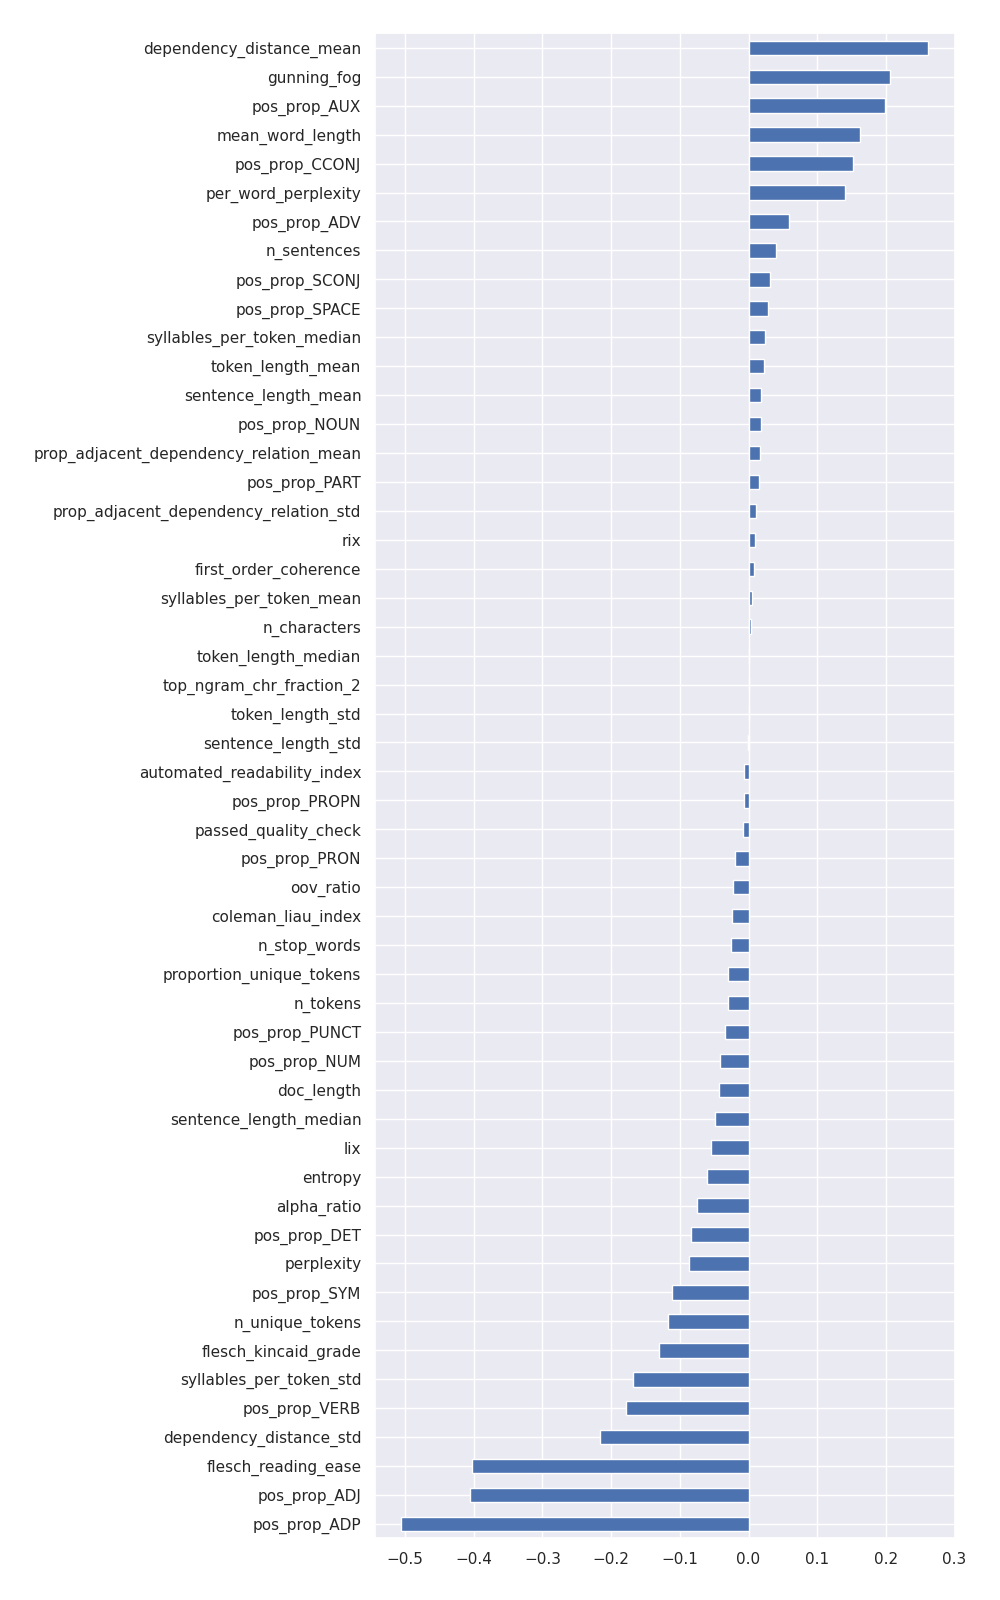 dependency_distance_mean
gunning_fog
pos_prop_AUX
mean_word_length
pos_prop_CCONJ
per_word_perplexity
pos_prop_ADV
n_sentences
pos_prop_SCONJ
pos_prop_SPACE
syllables_per_token_median
token_length_mean
sentence_length_mean
pos_prop_NOUN
prop_adjacent_dependency_relation_mean
pos_prop_PART
prop_adjacent_dependency_relation_std
rix
first_order_coherence
syllables_per_token_mean
n_characters
token_length_median
top_ngram_chr_fraction_2
token_length_std
sentence_length_std
automated_readability_index
pos_prop_PROPN
passed_quality_check
pos_prop_PRON
oov_ratio
coleman_liau_index
n_stop_words
proportion_unique_tokens
n_tokens
pos_prop_PUNCT
pos_prop_NUM
doc_length
sentence_length_median
lix
entropy
alpha_ratio
pos_prop_DET
perplexity
pos_prop_SYM
n_unique_tokens
flesch_kincaid_grade
syllables_per_token_std
pos_prop_VERB
dependency_distance_std
flesch_reading_ease
pos_prop_ADJ
pos_prop_ADP
−0.5 −0.4 −0.3 −0.2 −0.1 0.0 0.1 0.2 0.3